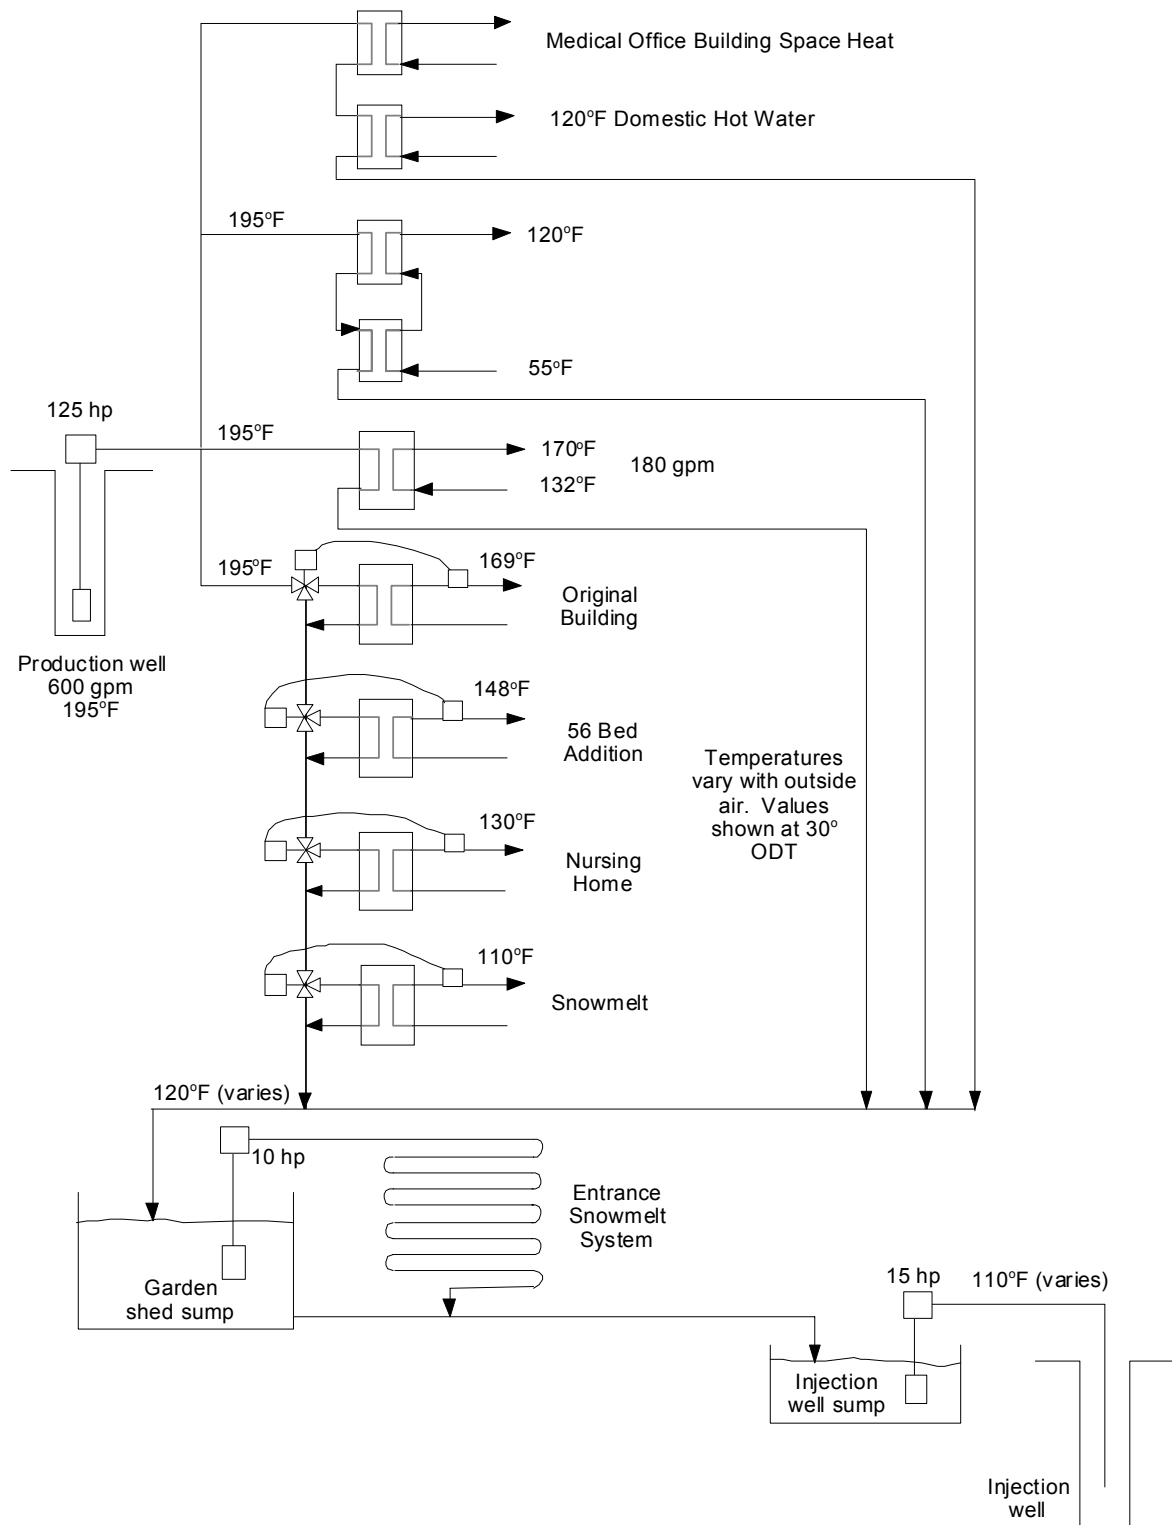 Medical Office Building Space Heat
120°F Domestic Hot Water
195°F
120°F
55°F
125 hp
195°F
170°F
180 gpm
132°F
195°F
169°F
Original
Building
Production well
600 gpm
195°F
148°F
56 Bed
Addition
Temperatures
vary with outside
air.  Values
shown at 30°
ODT
130°F
Nursing
Home
110°F
Snowmelt
120°F (varies)
10 hp
Entrance
Snowmelt
System
Garden
shed sump
15 hp
110°F (varies)
Injection
well sump
Injection
well